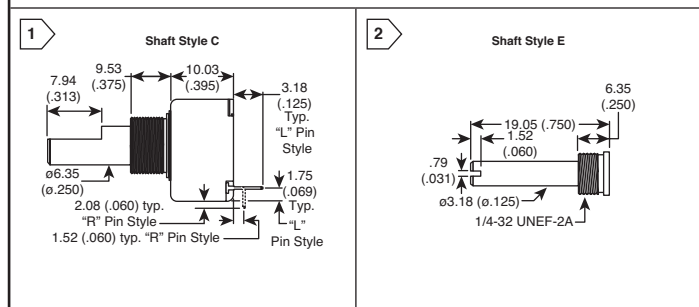 1
Shaft Style C
7.94
(.313)
9.53
(.375)
10.03
(.395)
3.18
(.125)
Typ.
“L” Pin
Style
ø6.35
(ø.250)
1.75
(.069)
Typ.
“L”
Pin Style
2.08 (.060) typ.
“R” Pin Style
1.52 (.060) typ. “R” Pin Style
2
Shaft Style E
6.35
(.250)
19.05 (.750)
1.52
(.060)
.79
(.031)
ø3.18 (ø.125)
1/4-32 UNEF-2A